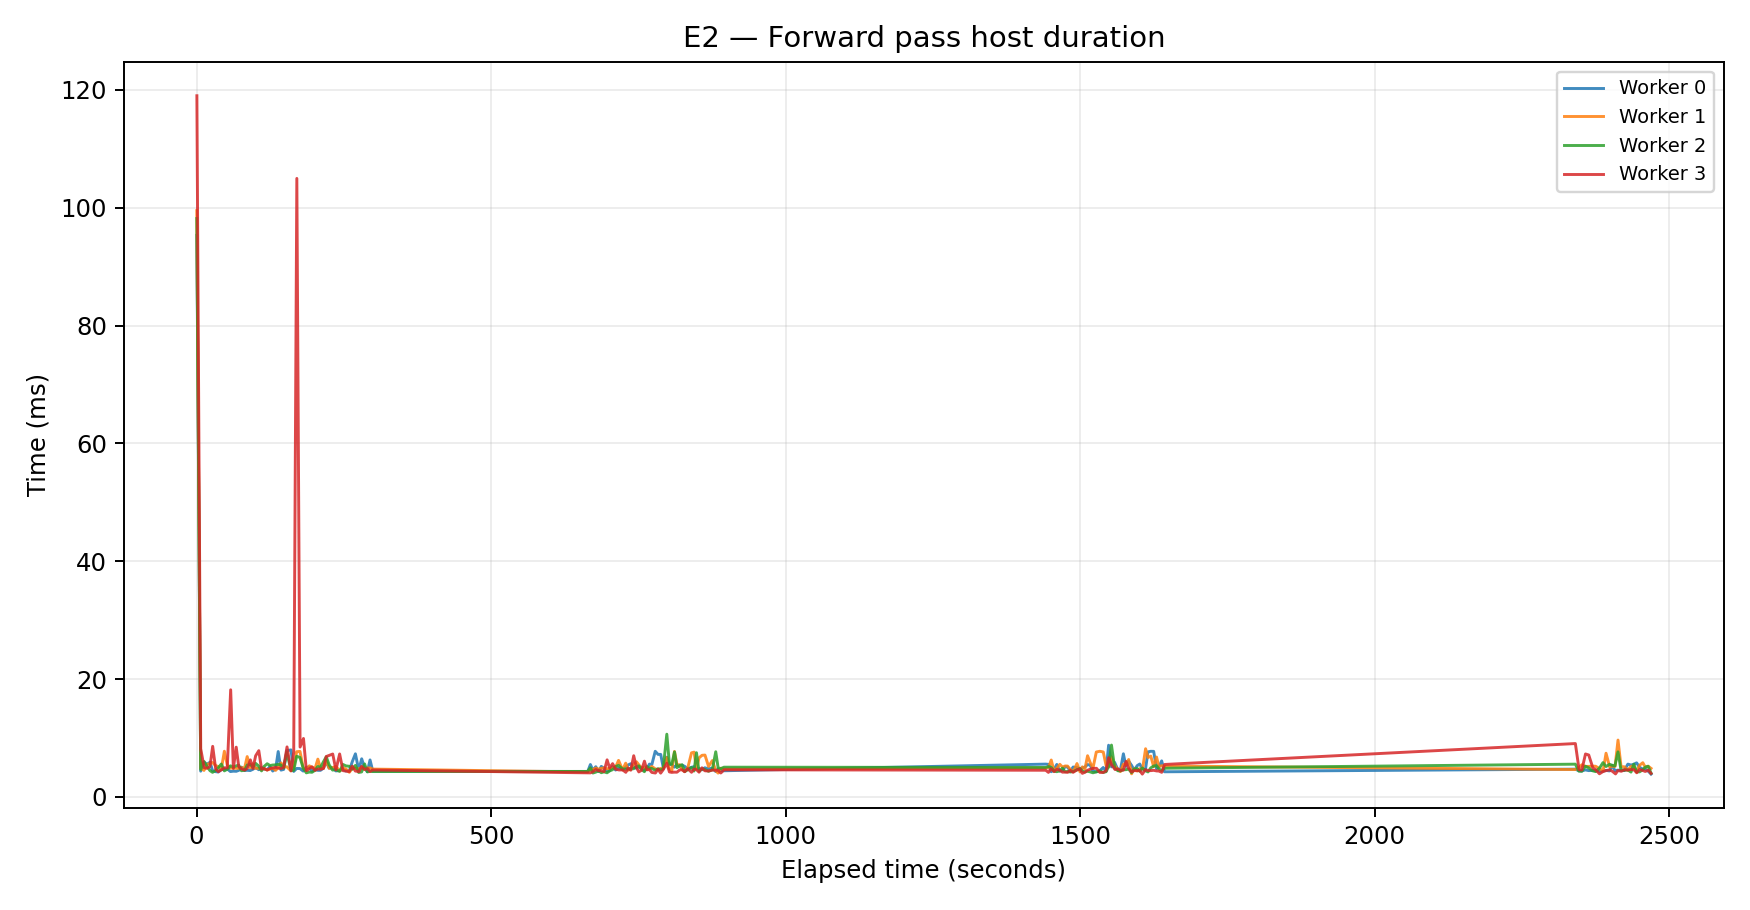 E2 — Forward pass host duration
120
100
80
60
40
20
0
Time (ms)
Worker 0
Worker 1
Worker 2
Worker 3
0 500 1000 1500 2000 2500
Elapsed time (seconds)